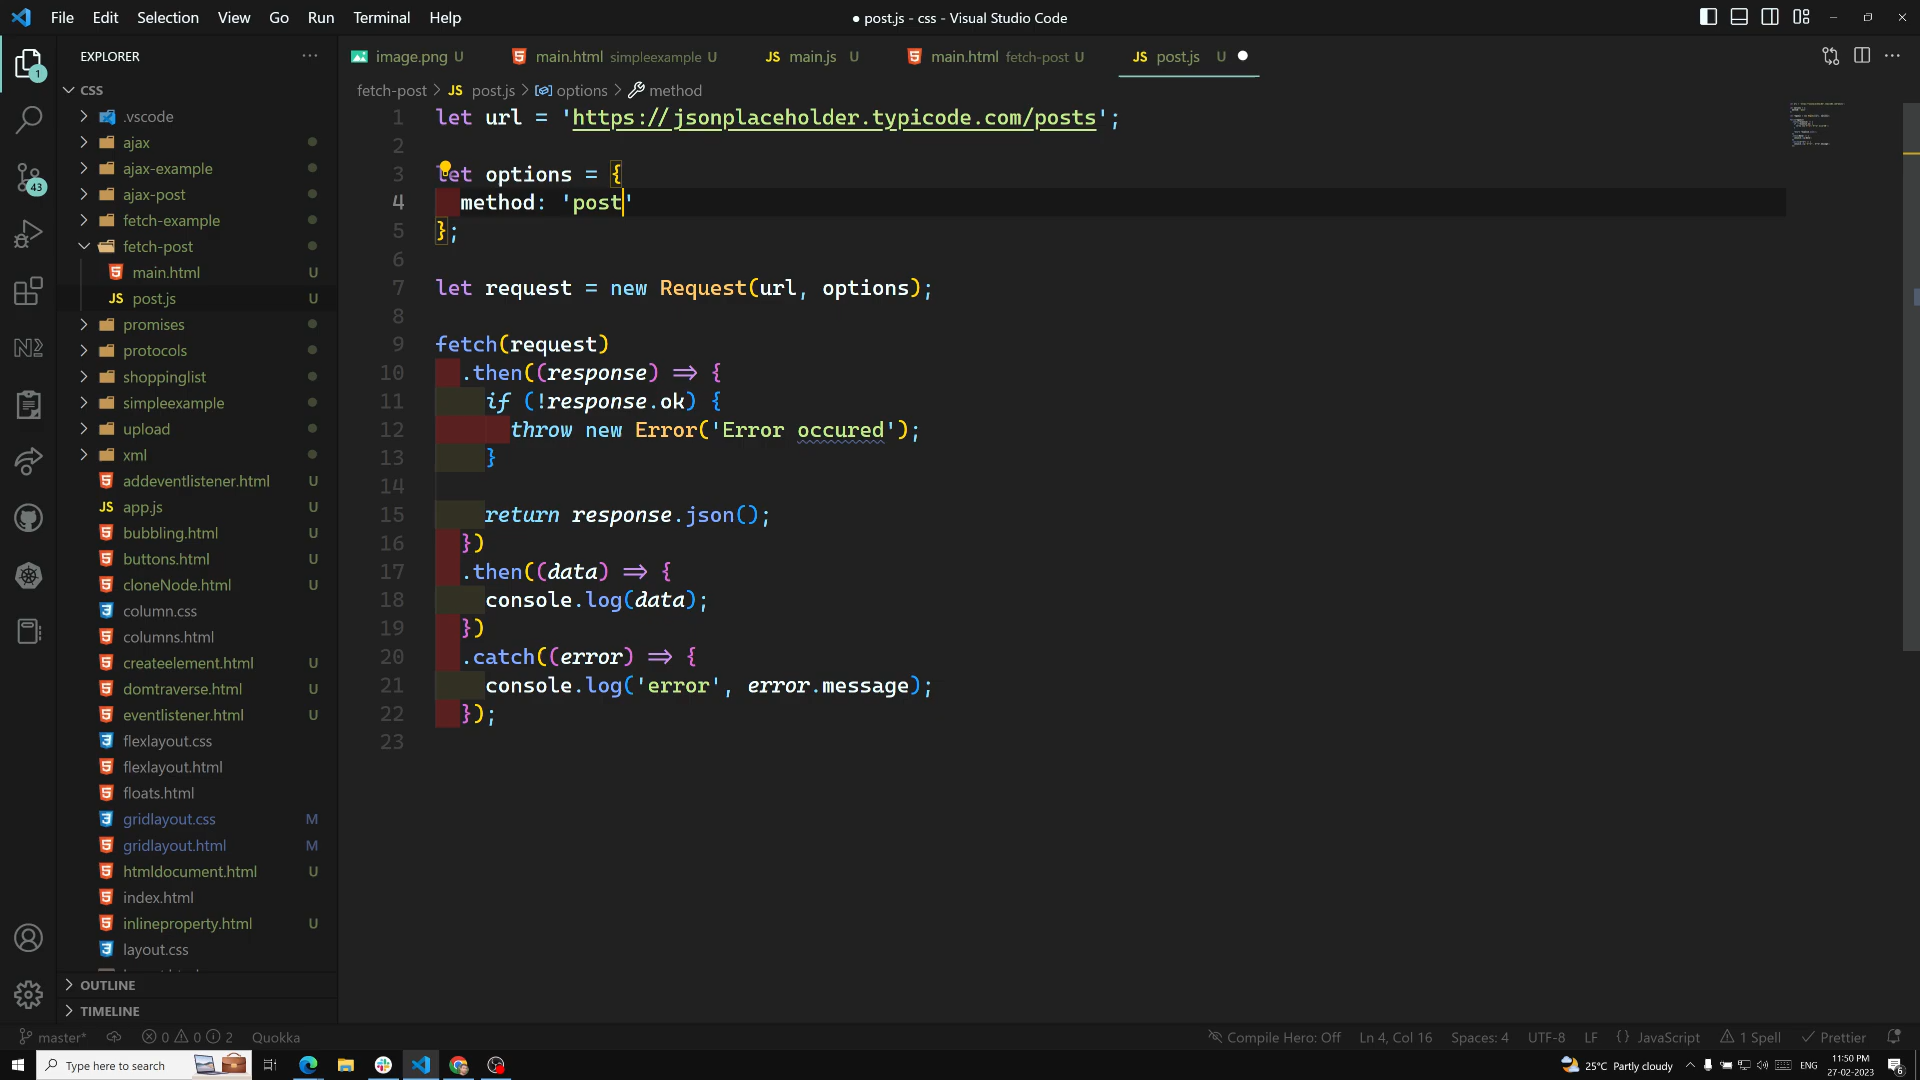 File Edit Selection View Go Run Terminal Help
● post.js - css - Visual Studio Code
EXPLORER
image.png U
main.html simpleexample U
JS main.js U
main.html fetch-post U
JS post.js U
fetch-post > JS post.js > options > method
CSS
.vscode
ajax
ajax-example
ajax-post
fetch-example
fetch-post
main.html U
JS post.js U
promises
protocols
shoppinglist
simpleexample
upload
xml
addeventlistener.html U
JS app.js U
bubbling.html U
buttons.html U
cloneNode.html U
column.css
columns.html
createelement.html U
domtraverse.html U
eventlistener.html U
flexlayout.css
flexlayout.html
floats.html
gridlayout.css M
gridlayout.html M
htmldocument.html U
index.html
inlineproperty.html U
layout.css
OUTLINE
TIMELINE
1
43
1 let url = 'https://jsonplaceholder.typicode.com/posts';
2
3 let options = {
4 method: 'post'
5 };
6
7 let request = new Request(url, options);
8
9 fetch(request)
10 .then((response) => {
11 if (!response.ok) {
12 throw new Error('Error occured');
13 }
14
15 return response.json();
16 })
17 .then((data) => {
18 console.log(data);
19 })
20 .catch((error) => {
21 console.log('error', error.message);
22 });
23
master* 0 0 2 Quokka
Compile Hero: Off Ln 4, Col 16 Spaces: 4 UTF-8 LF {} JavaScript 1 Spell Prettier
Type here to search
25°C Partly cloudy ENG
11:50 PM
27-02-2023
6